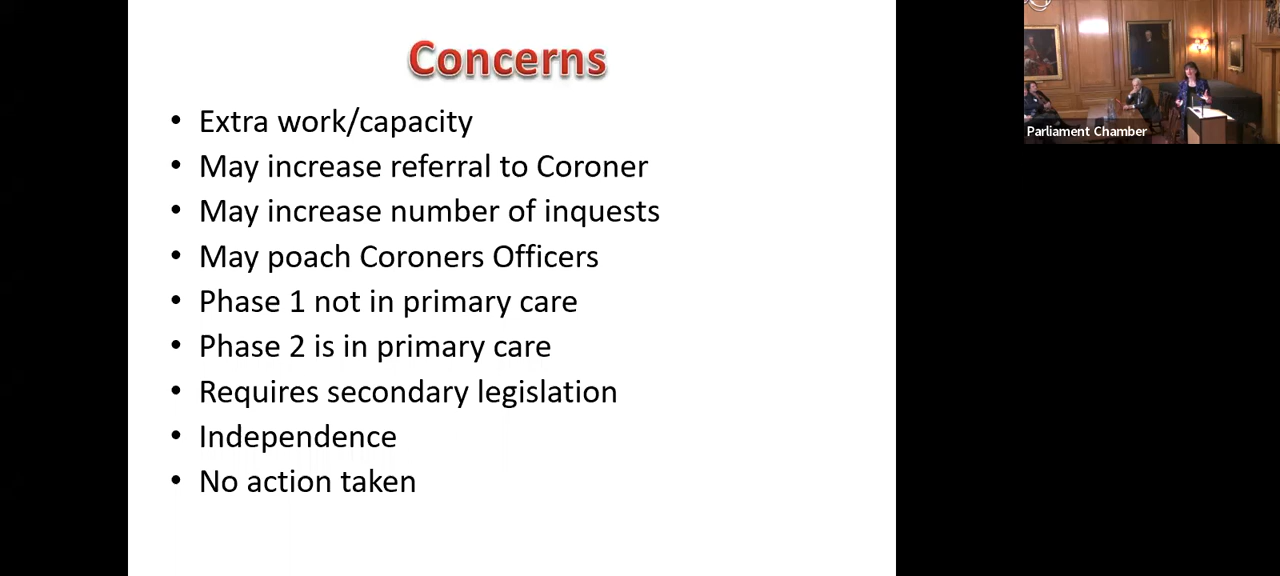 Concerns
• Extra work/capacity
• May increase referral to Coroner
• May increase number of inquests
• May poach Coroners Officers
• Phase 1 not in primary care
• Phase 2 is in primary care
• Requires secondary legislation
• Independence
• No action taken
Parliament Chamber